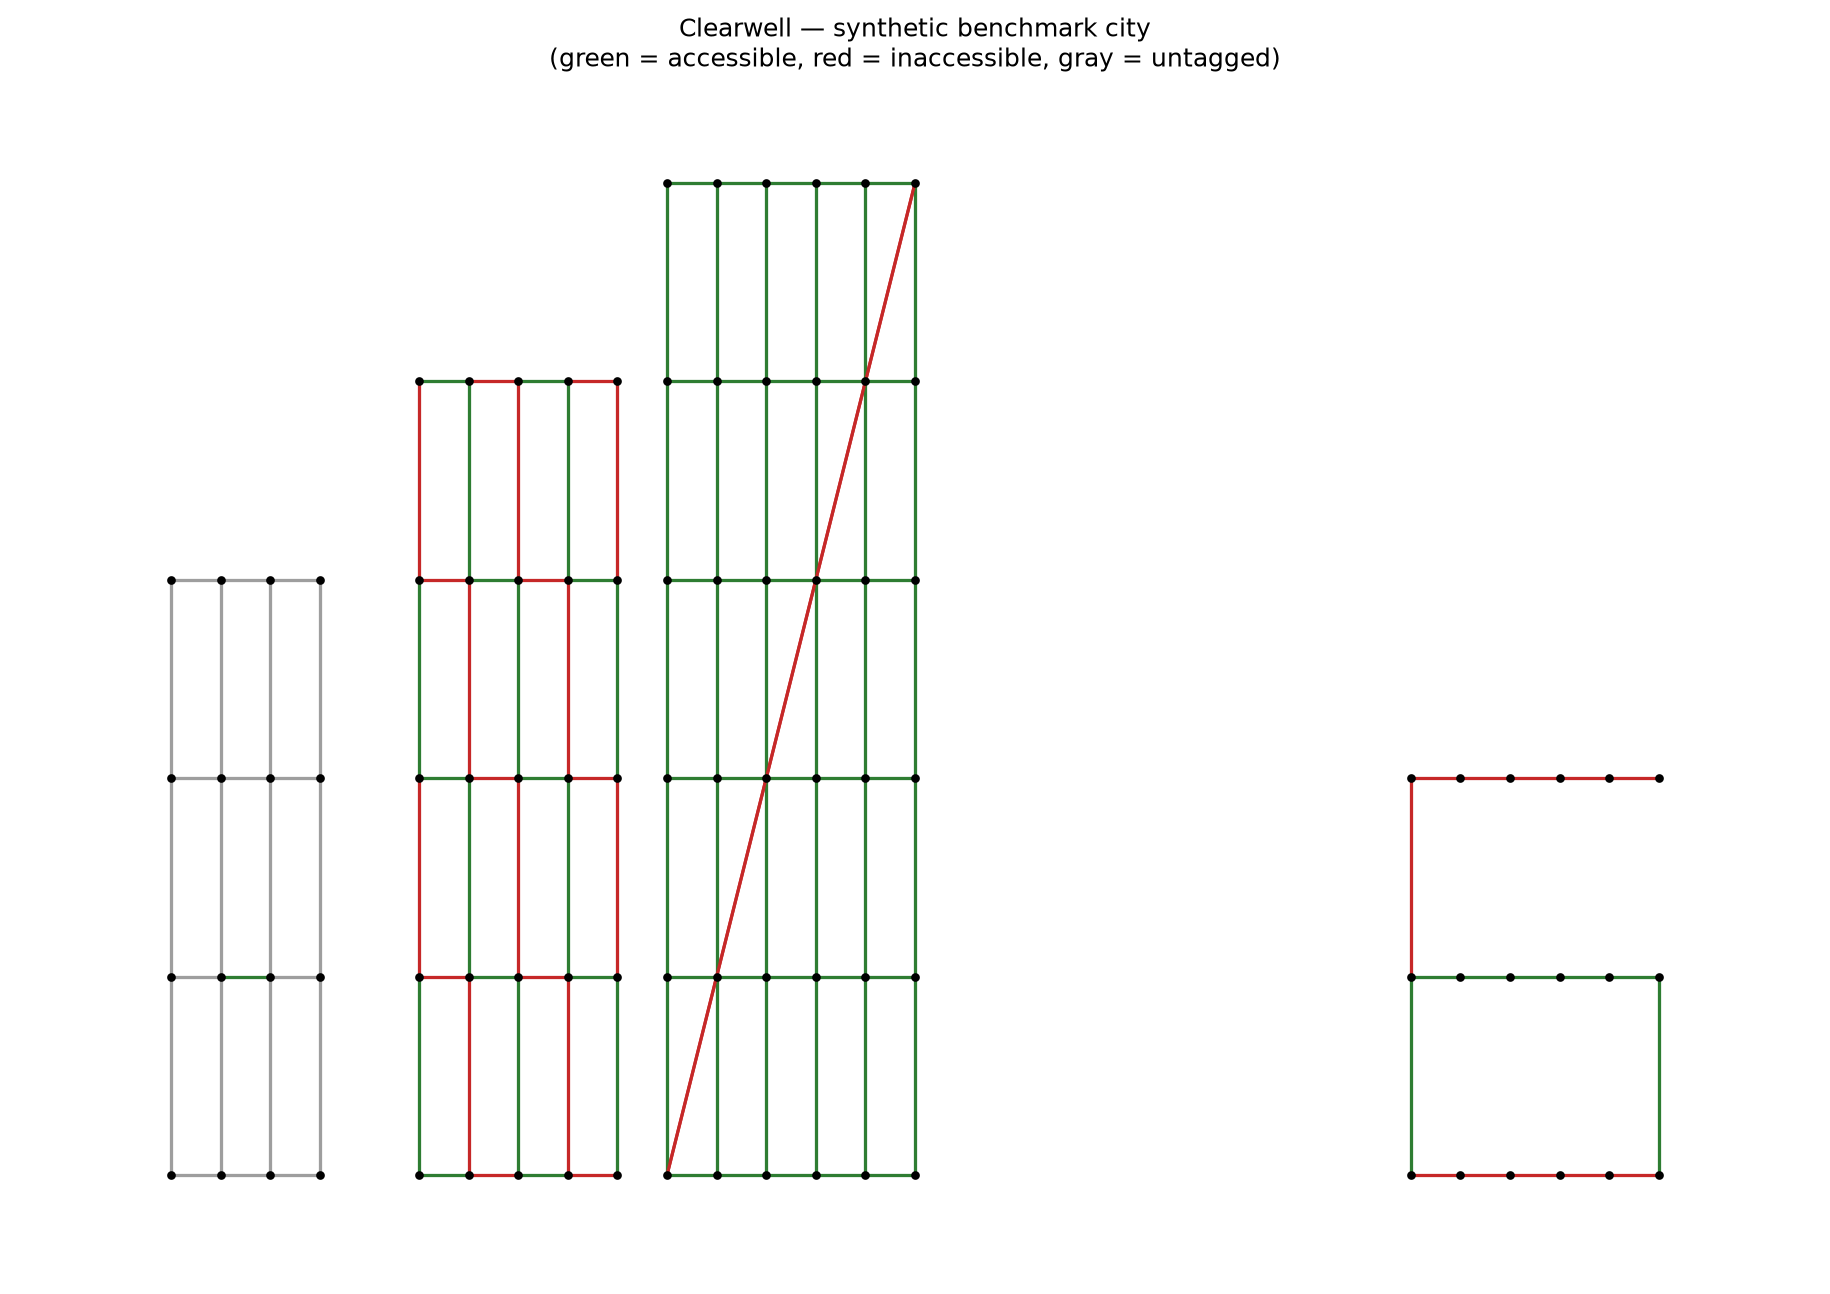 Clearwell — synthetic benchmark city
(green = accessible, red = inaccessible, gray = untagged)